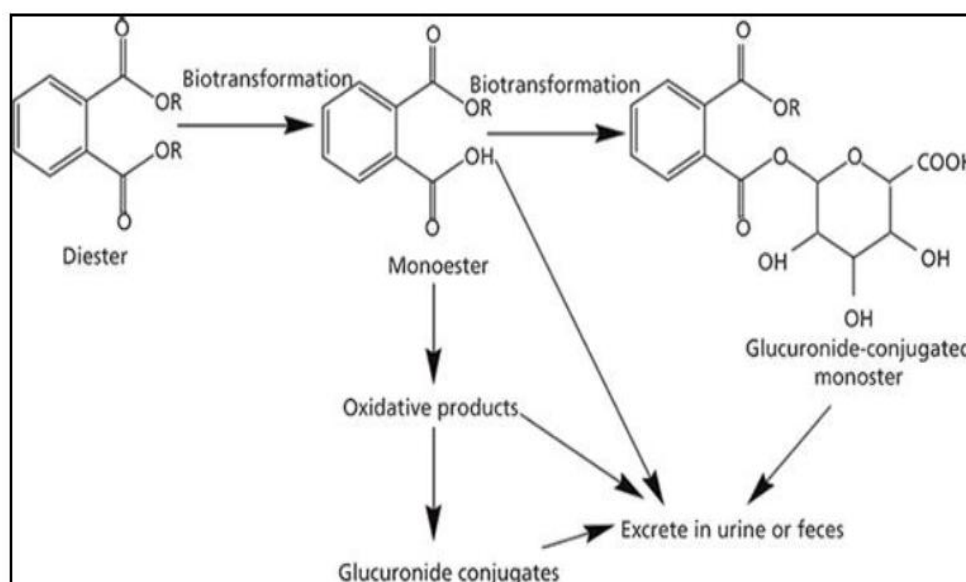 O
OR
OR
O
Diester
Biotransformation
O
OR
OH
O
Monoester
Biotransformation
O
OR
O
O
O
COOH
OH
OH
OH
Glucuronide-conjugated
monoster
Oxidative products
Excrete in urine or feces
Glucuronide conjugates